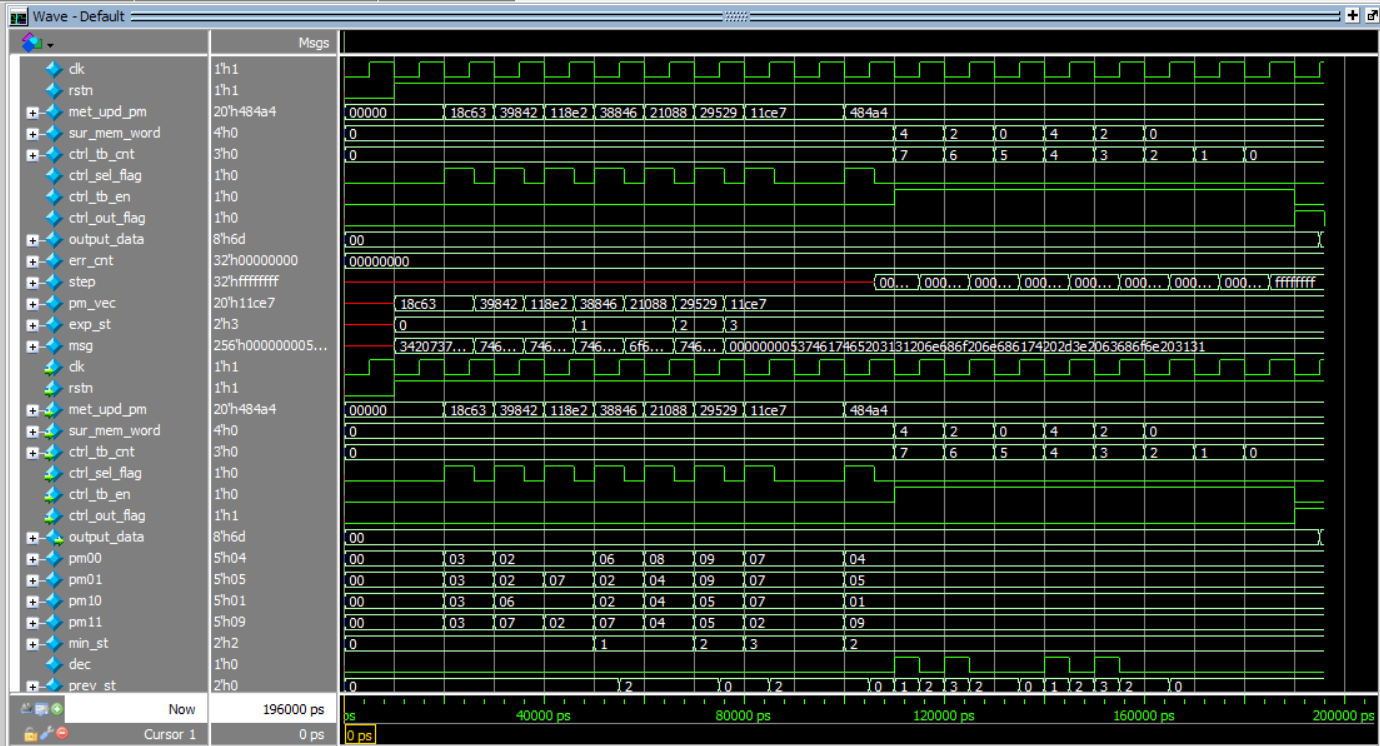 Wave - Default
Msgs
clk 1'h1
rstn 1'h1
met_upd_pm 20'h484a4 00000 18c63 39842 118e2 38846 21088 29529 11ce7 484a4
sur_mem_word 4'h0 0 4 2 0 4 2 0
ctrl_tb_cnt 3'h0 0 7 6 5 4 3 2 1 0
ctrl_sel_flag 1'h0
ctrl_tb_en 1'h0
ctrl_out_flag 1'h0
output_data 8'h6d 00
err_cnt 32'h00000000 00000000
step 32'hffffffff 00... 000... 000... 000... 000... 000... 000... 000... ffffffff
pm_vec 20'h11ce7 18c63 39842 118e2 38846 21088 29529 11ce7
exp_st 2'h3 0 1 2 3
msg 256'h000000005... 3420737... 746... 746... 746... 6f6... 746... 00000000537461746520313120 6e686f206e686174202d3e2063686f6e203131
clk 1'h1
rstn 1'h1
met_upd_pm 20'h484a4 00000 18c63 39842 118e2 38846 21088 29529 11ce7 484a4
sur_mem_word 4'h0 0 4 2 0 4 2 0
ctrl_tb_cnt 3'h0 0 7 6 5 4 3 2 1 0
ctrl_sel_flag 1'h0
ctrl_tb_en 1'h0
ctrl_out_flag 1'h1
output_data 8'h6d 00
pm00 5'h04 00 03 02 06 08 09 07 04
pm01 5'h05 00 03 02 07 02 04 09 07 05
pm10 5'h01 00 03 06 02 04 05 07 01
pm11 5'h09 00 03 07 02 07 04 05 02 09
min_st 2'h2 0 1 2 3 2
dec 1'h0
prev_st 2'h0 0 2 0 2 0 1 2 3 2 0 1 2 3 2 0
Now 196000 ps ps 40000 ps 80000 ps 120000 ps 160000 ps 200000 ps
Cursor 1 0 ps 0 ps